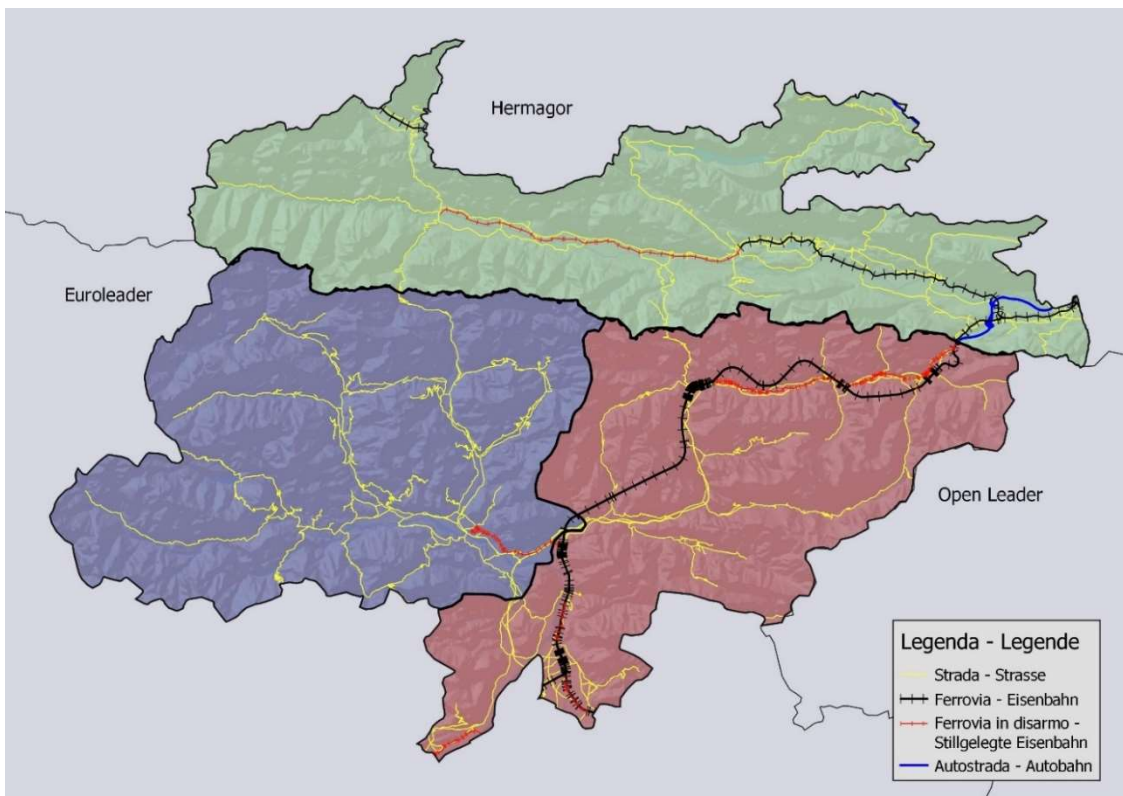 Hermagor
Euroleader
Open Leader
Legenda - Legende
Strada - Strasse
Ferrovia - Eisenbahn
Ferrovia in disarmo -
Stillgelegte Eisenbahn
Autostrada - Autobahn